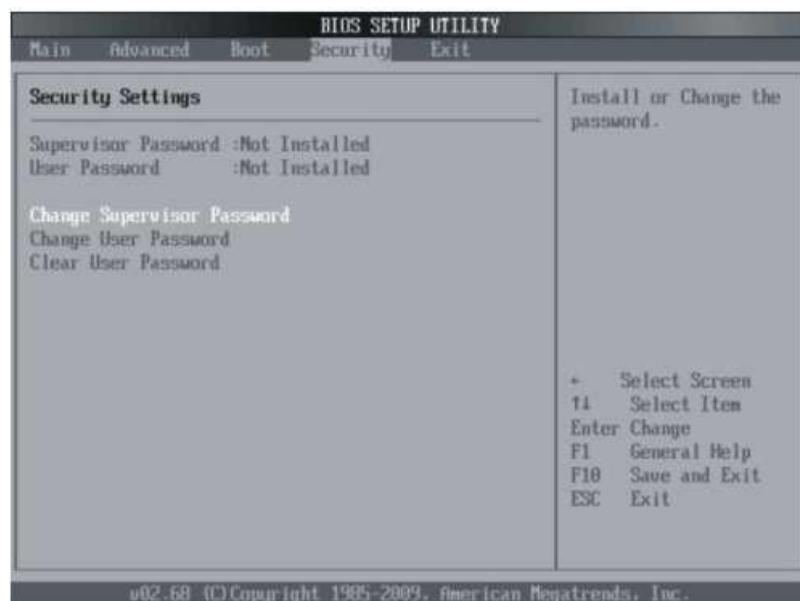 BIOS SETUP UTILITY
Main Advanced Boot Security Exit
Security Settings
Supervisor Password :Not Installed
User Password :Not Installed
Change Supervisor Password
Change User Password
Clear User Password
Install or Change the
password.
← Select Screen
↑↓ Select Item
Enter Change
F1 General Help
F10 Save and Exit
ESC Exit
v02.68 (C)Copyright 1985-2009, American Megatrends, Inc.